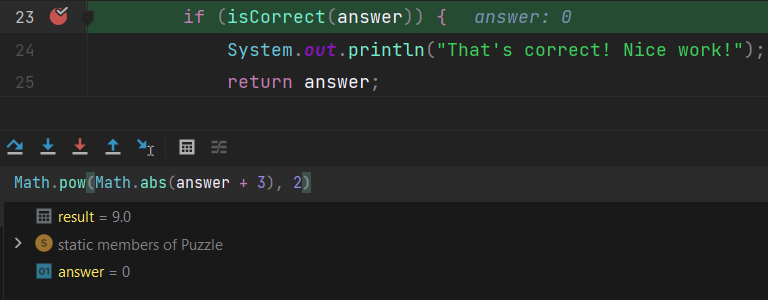 23 if (isCorrect(answer)) { answer: 0
24 System.out.println("That's correct! Nice work!");
25 return answer;
Math.pow(Math.abs(answer + 3), 2)
result = 9.0
S static members of Puzzle
01 answer = 0